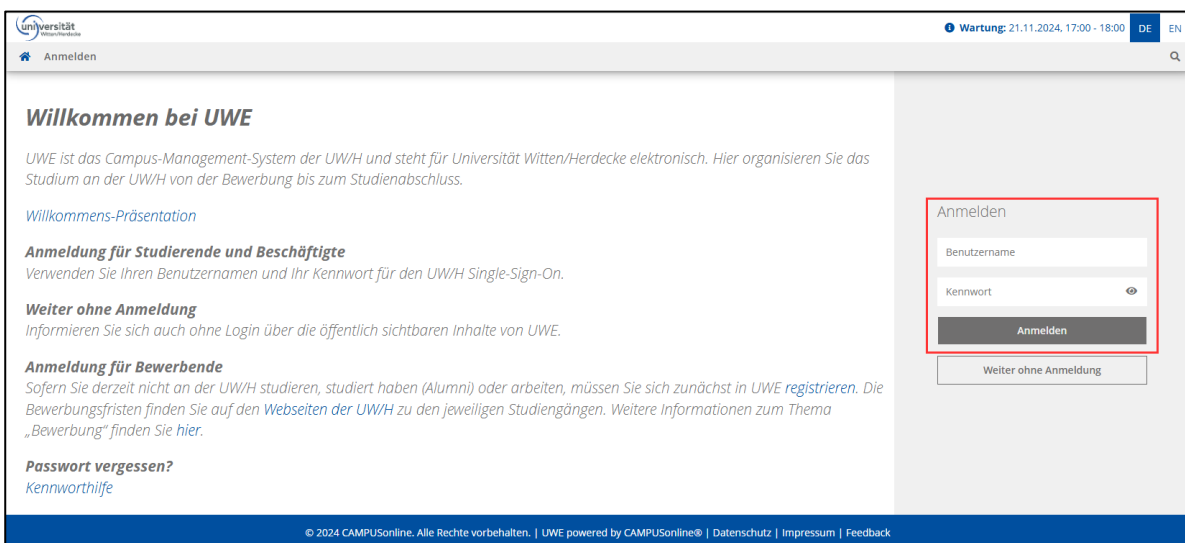 universität
Witten/Herdecke
Wartung: 21.11.2024, 17:00 - 18:00 DE EN
Anmelden
Willkommen bei UWE
UWE ist das Campus-Management-System der UW/H und steht für Universität Witten/Herdecke elektronisch. Hier organisieren Sie das
Studium an der UW/H von der Bewerbung bis zum Studienabschluss.
Willkommens-Präsentation
Anmeldung für Studierende und Beschäftigte
Verwenden Sie Ihren Benutzernamen und Ihr Kennwort für den UW/H Single-Sign-On.
Weiter ohne Anmeldung
Informieren Sie sich auch ohne Login über die öffentlich sichtbaren Inhalte von UWE.
Anmeldung für Bewerbende
Sofern Sie derzeit nicht an der UW/H studieren, studiert haben (Alumni) oder arbeiten, müssen Sie sich zunächst in UWE registrieren. Die
Bewerbungsfristen finden Sie auf den Webseiten der UW/H zu den jeweiligen Studiengängen. Weitere Informationen zum Thema
„Bewerbung“ finden Sie hier.
Passwort vergessen?
Kennworthilfe
Anmelden
Benutzername
Kennwort
Anmelden
Weiter ohne Anmeldung
© 2024 CAMPUSonline. Alle Rechte vorbehalten. | UWE powered by CAMPUSonline® | Datenschutz | Impressum | Feedback